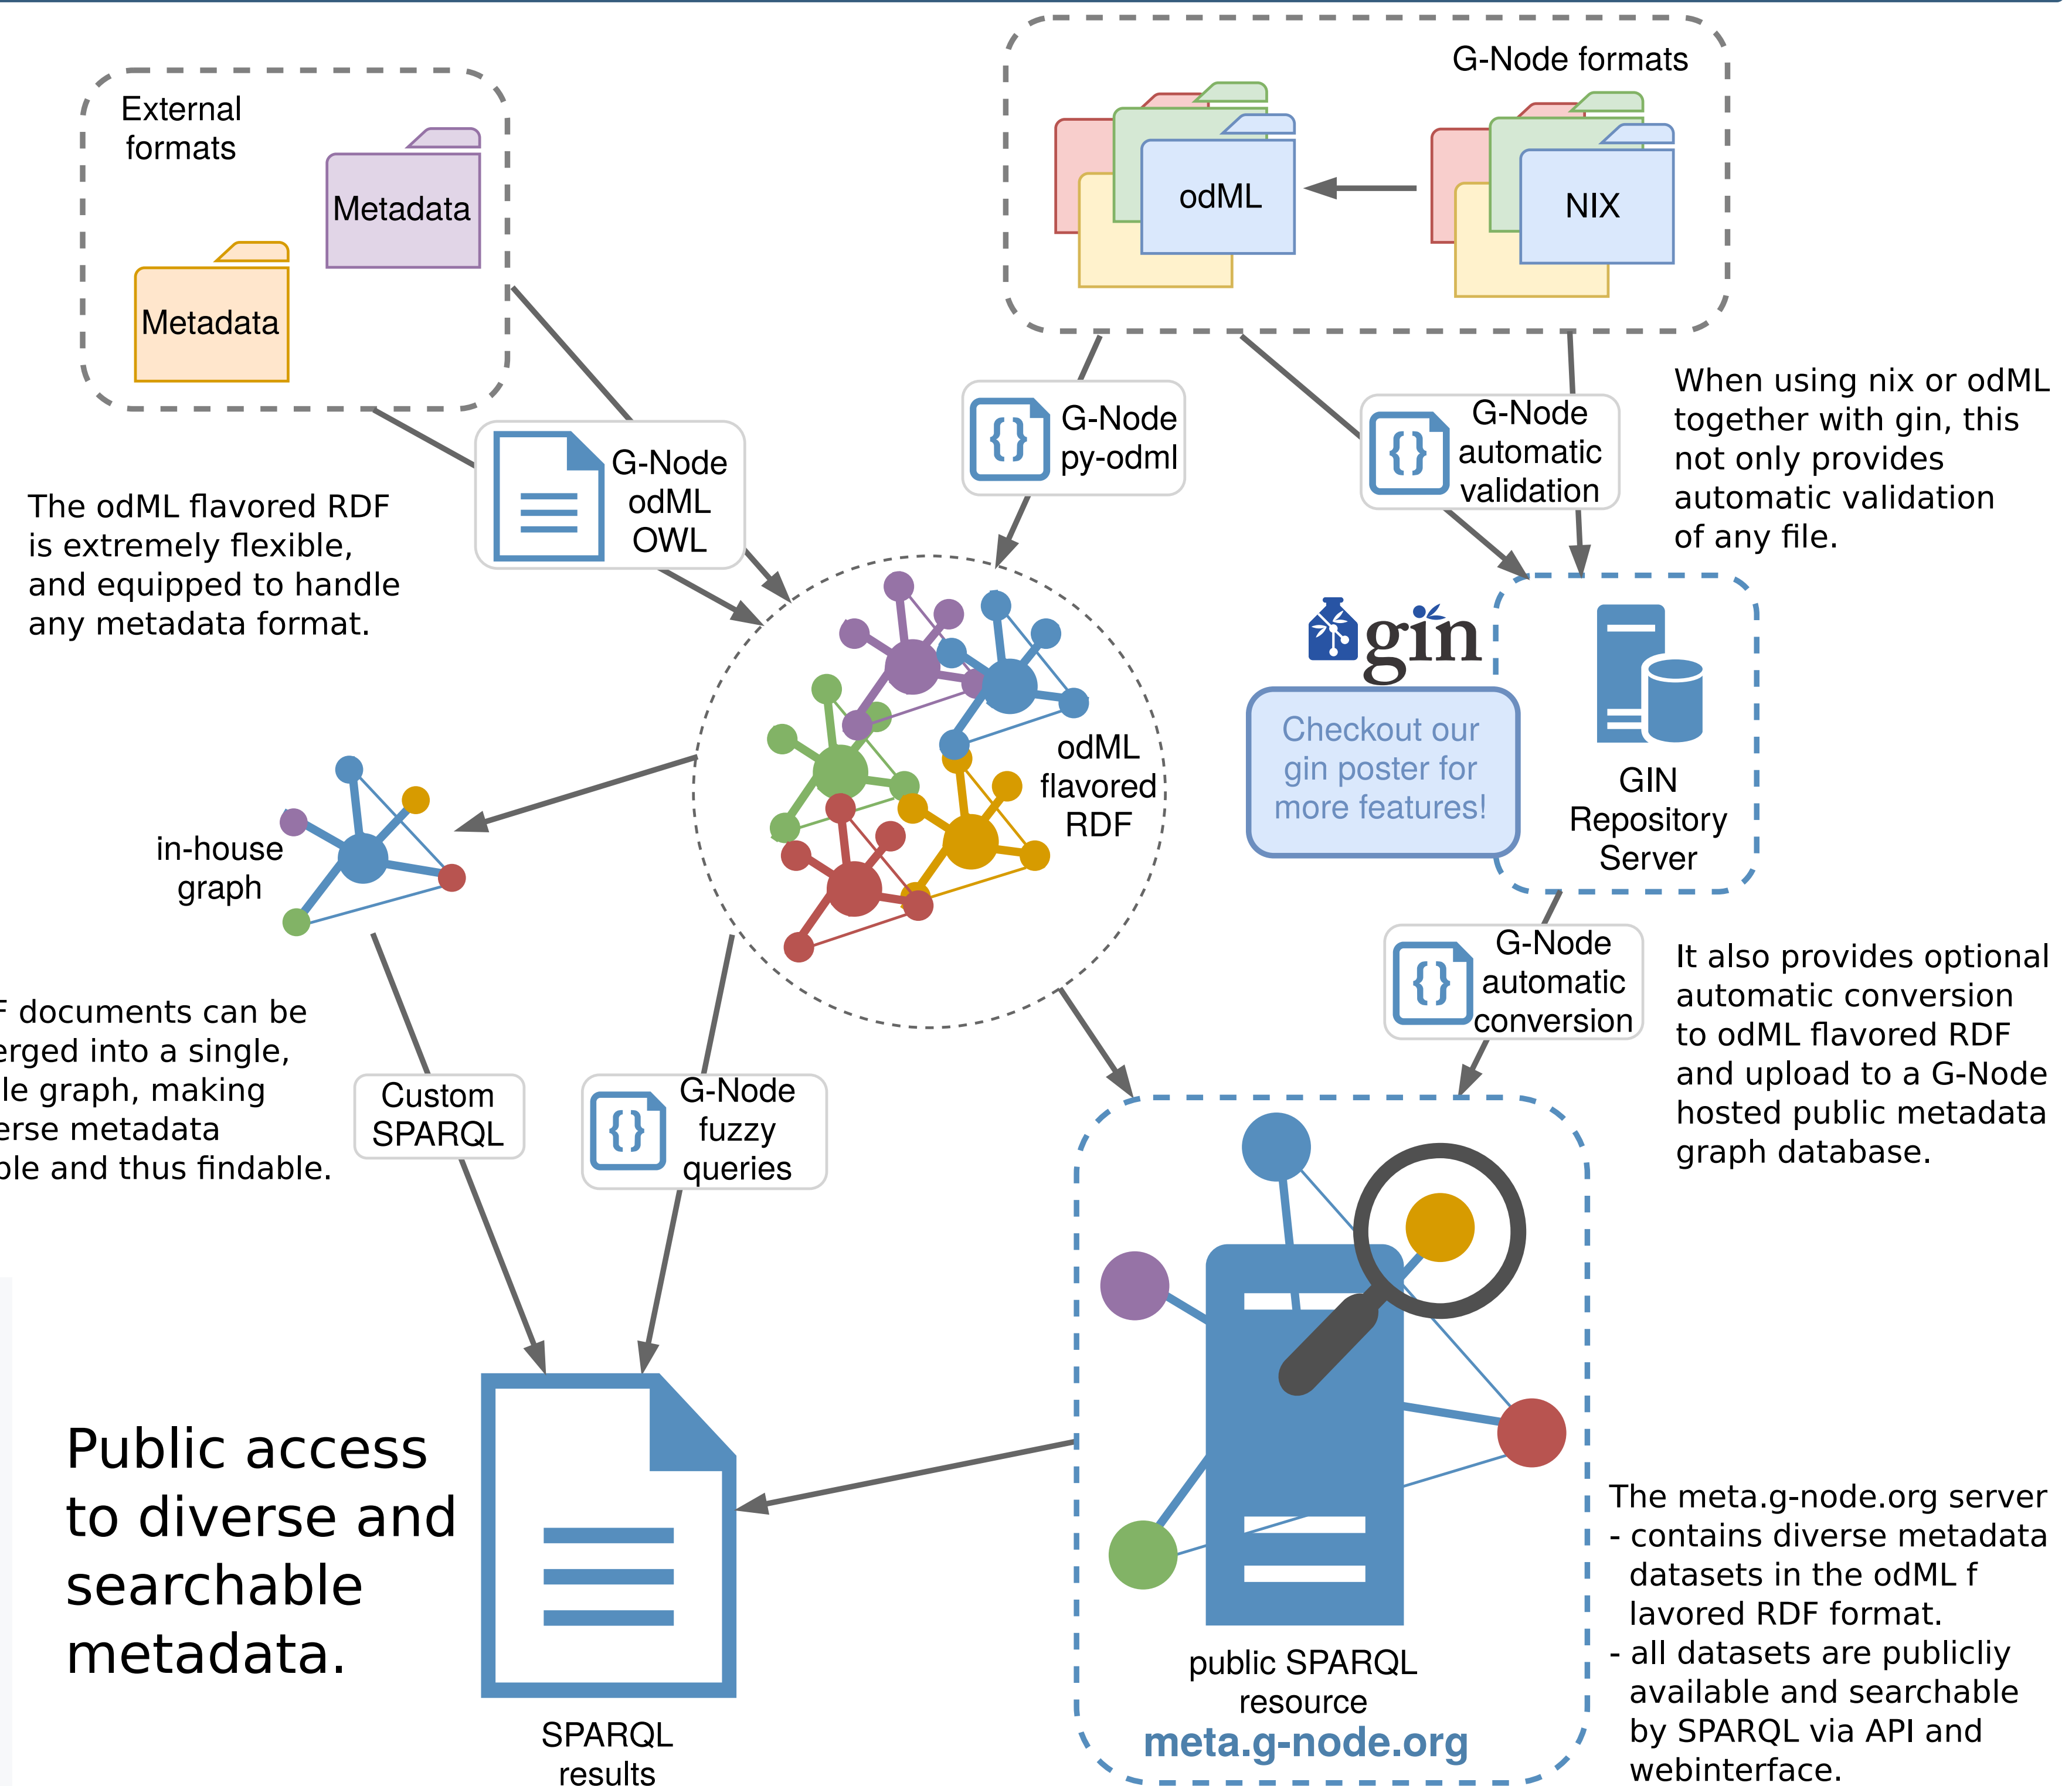 External
formats
Metadata
Metadata
G-Node formats
odML
NIX
G-Node
odML
OWL
G-Node
py-odml
G-Node
automatic
validation
When using nix or odML
together with gin, this
not only provides
automatic validation
of any file.
The odML flavored RDF
is extremely flexible,
and equipped to handle
any metadata format.
gin
Checkout our
gin poster for
more features!
GIN
Repository
Server
odML
flavored
RDF
in-house
graph
G-Node
automatic
conversion
It also provides optional
automatic conversion
to odML flavored RDF
and upload to a G-Node
hosted public metadata
graph database.
documents can be
into a single,
graph, making
metadata
and thus findable.
Custom
SPARQL
G-Node
fuzzy
queries
Public access
to diverse and
searchable
metadata.
SPARQL
results
public SPARQL
resource
meta.g-node.org
The meta.g-node.org server
- contains diverse metadata
datasets in the odML f
lavored RDF format.
- all datasets are publicliy
available and searchable
by SPARQL via API and
webinterface.